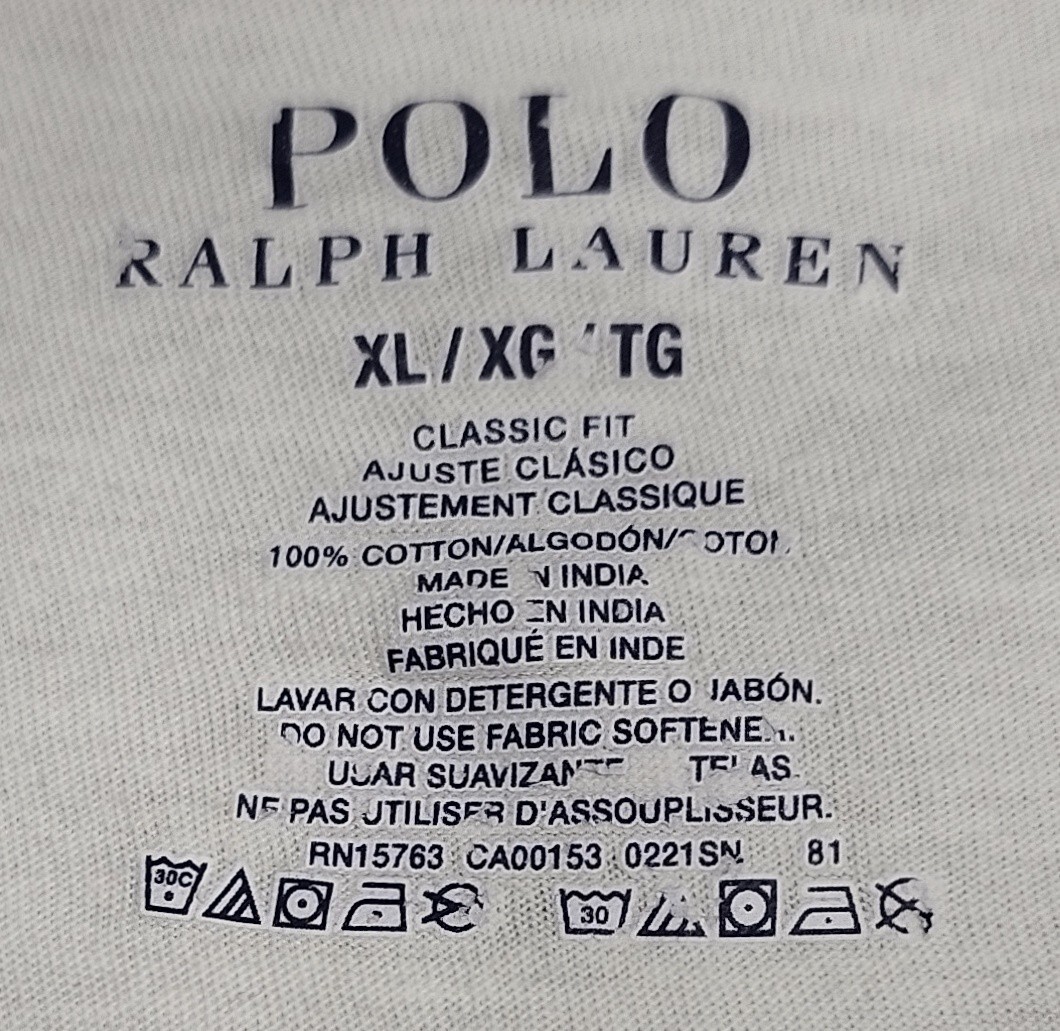 POLO
RALPH LAUREN
XL / XG TG
CLASSIC FIT
AJUSTE CLÁSICO
AJUSTEMENT CLASSIQUE
100% COTTON/ALGODÓN/COTON
MADE IN INDIA
HECHO EN INDIA
FABRIQUÉ EN INDE
LAVAR CON DETERGENTE O JABÓN.
DO NOT USE FABRIC SOFTENER.
USAR SUAVIZANTE TELAS.
NE PAS UTILISER D'ASSOUPLISSEUR.
RN15763 CA00153 0221SN 81
30C 30